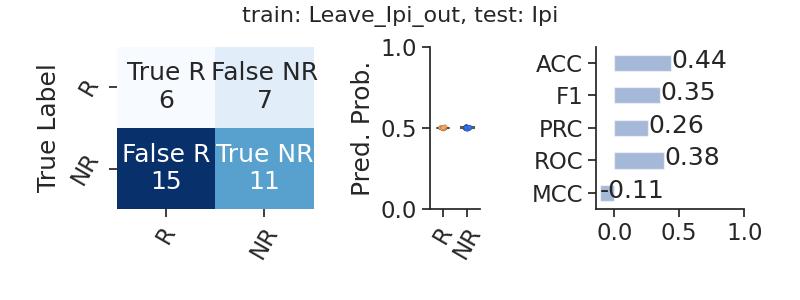 train: Leave_Ipi_out, test: Ipi
True Label
R
NR
True R
6
False NR
7
False R
15
True NR
11
R
NR
Pred. Prob.
1.0
0.5
0.0
R
NR
ACC
F1
PRC
ROC
MCC
0.44
0.35
0.26
0.38
-0.11
0.0
0.5
1.0